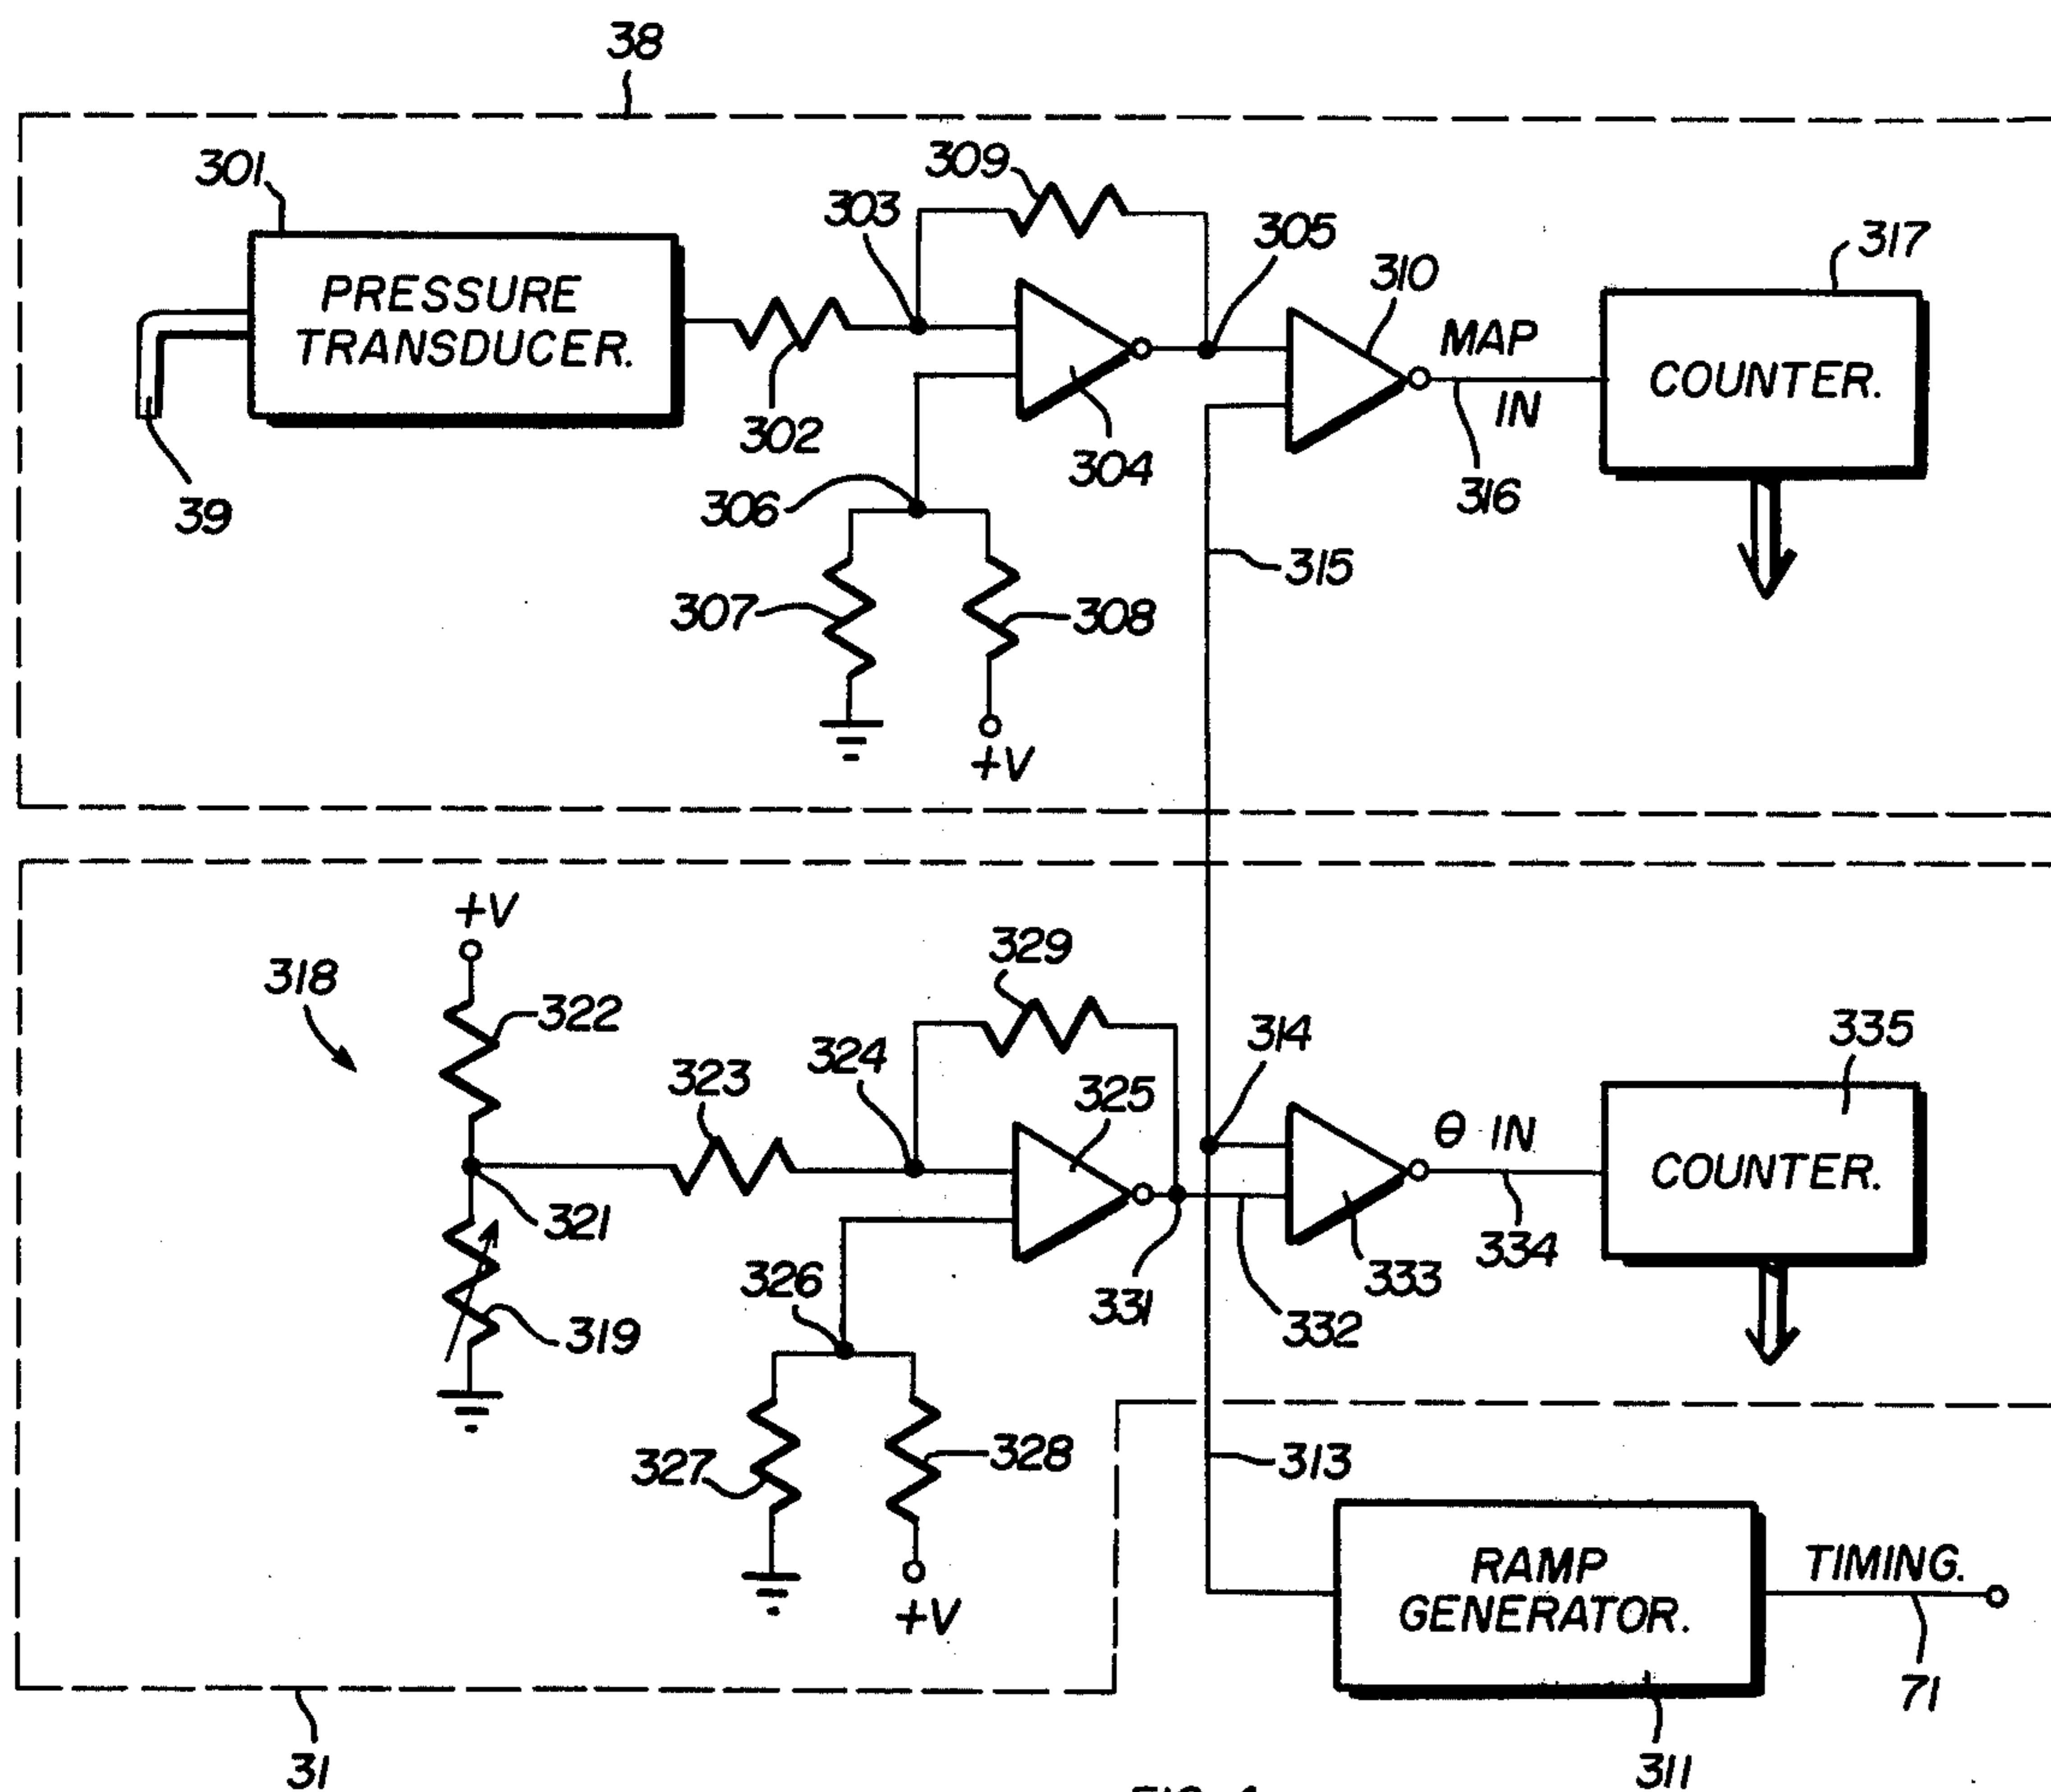 38
301
309
303
305
317
310
PRESSURE
TRANSDUCER.
MAP
IN
COUNTER.
302
304
316
39
306
315
307
308
+V
+V
318
322
329
314
335
323
324
325
θ IN
COUNTER.
321
334
326
333
319
331
332
327
328
313
RAMP
GENERATOR.
TIMING.
+V
71
31
311